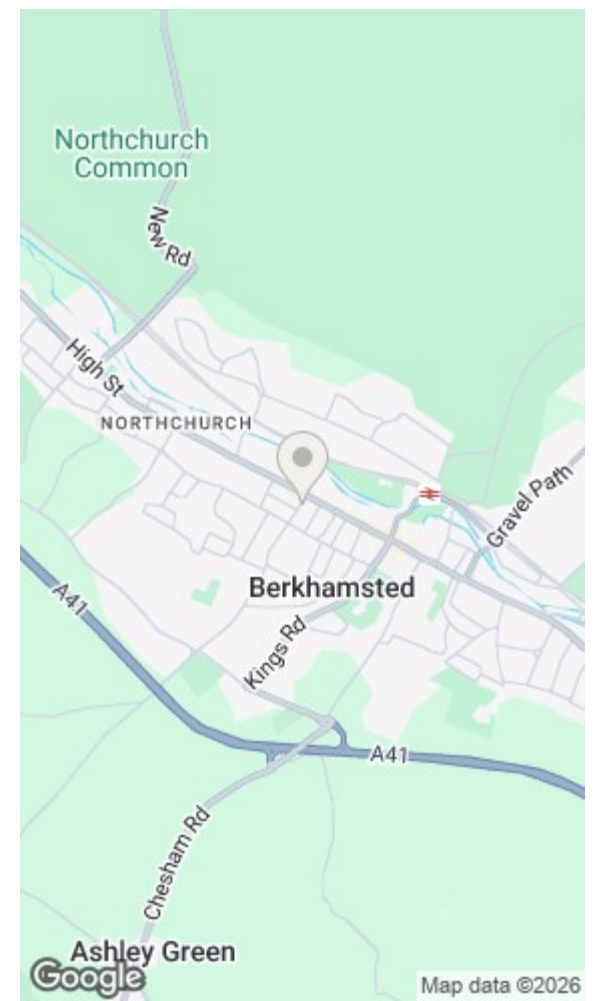 Northchurch
Common
New Rd
High St
NORTHCHURCH
Gravel Path
Berkhamsted
A41
Kings Rd
A41
Chesham Rd
Ashley Green
Google
Map data ©2026